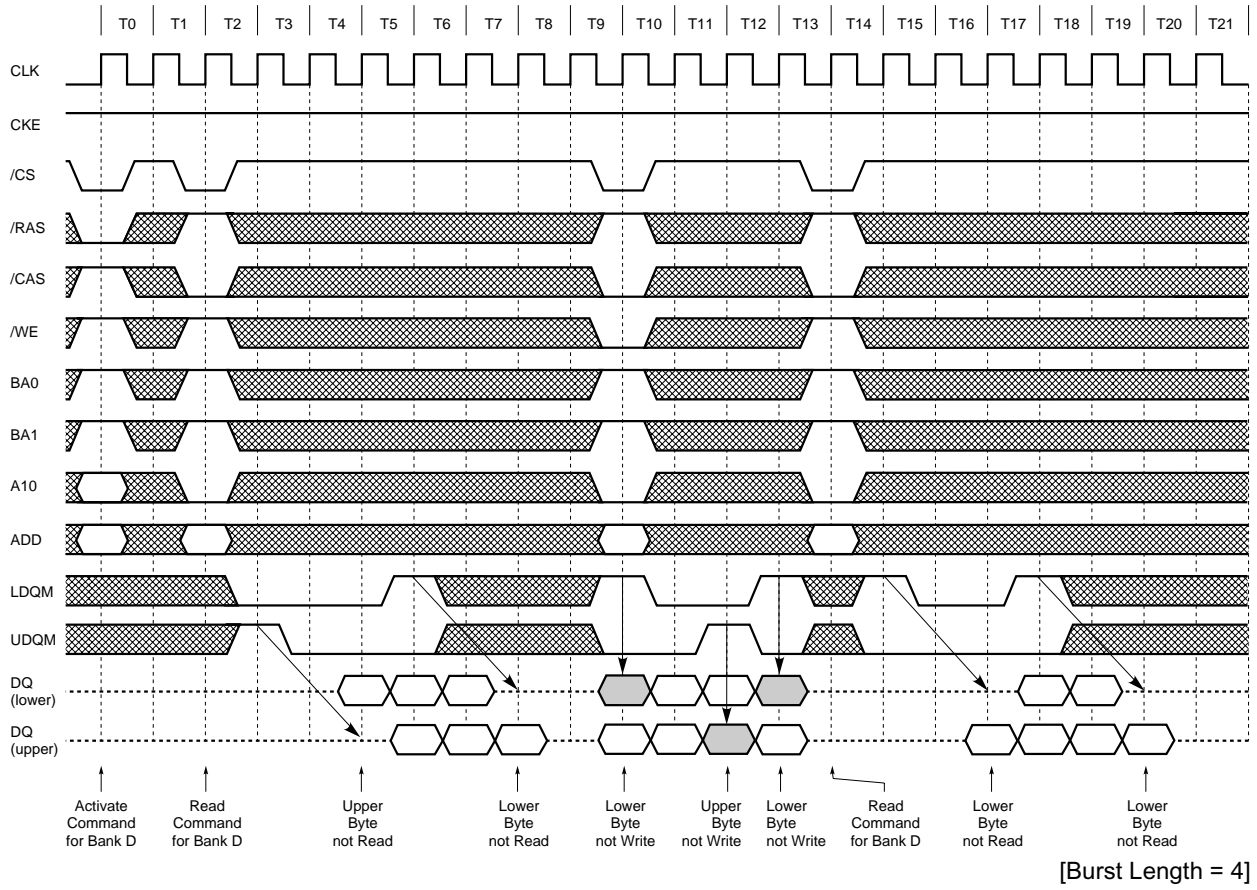 T0 T1 T2 T3 T4 T5 T6 T7 T8 T9 T10 T11 T12 T13 T14 T15 T16 T17 T18 T19 T20 T21
CLK
CKE
/CS
/RAS
/CAS
/WE
BA0
BA1
A10
ADD
LDQM
UDQM
DQ
(lower)
DQ
(upper)
Activate
Command
for Bank D
Read
Command
for Bank D
Upper
Byte
not Read
Lower
Byte
not Read
Lower
Byte
not Write
Upper
Byte
not Write
Lower
Byte
not Write
Read
Command
for Bank D
Lower
Byte
not Read
Lower
Byte
not Read
[Burst Length = 4]